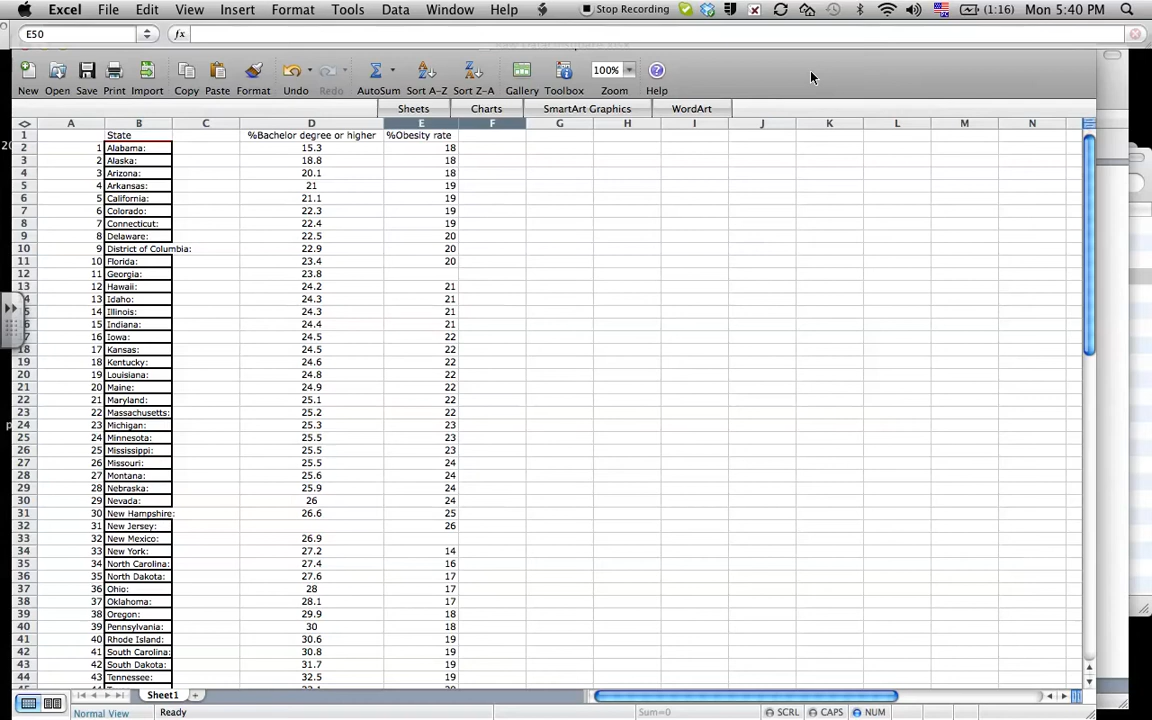 Excel File Edit View Insert Format Tools Data Window Help Stop Recording (1:16) Mon 5:40 PM
E50 fx
New Open Save Print Import Copy Paste Format Undo Redo AutoSum Sort A-Z Sort Z-A Gallery Toolbox 100% Zoom Help
Sheets Charts SmartArt Graphics WordArt
A B C D E F G H I J K L M N
1 State %Bachelor degree or higher %Obesity rate
2 1 Alabama: 15.3 18
3 2 Alaska: 18.8 18
4 3 Arizona: 20.1 18
5 4 Arkansas: 21 19
6 5 California: 21.1 19
7 6 Colorado: 22.3 19
8 7 Connecticut: 22.4 19
9 8 Delaware: 22.5 20
10 9 District of Columbia: 22.9 20
11 10 Florida: 23.4 20
12 11 Georgia: 23.8
13 12 Hawaii: 24.2 21
4 13 Idaho: 24.3 21
5 14 Illinois: 24.3 21
6 15 Indiana: 24.4 21
7 16 Iowa: 24.5 22
18 17 Kansas: 24.5 22
19 18 Kentucky: 24.6 22
20 19 Louisiana: 24.8 22
21 20 Maine: 24.9 22
22 21 Maryland: 25.1 22
23 22 Massachusetts: 25.2 22
24 23 Michigan: 25.3 23
25 24 Minnesota: 25.5 23
26 25 Mississippi: 25.5 23
27 26 Missouri: 25.5 24
28 27 Montana: 25.6 24
29 28 Nebraska: 25.9 24
30 29 Nevada: 26 24
31 30 New Hampshire: 26.6 25
32 31 New Jersey: 26
33 32 New Mexico: 26.9
34 33 New York: 27.2 14
35 34 North Carolina: 27.4 16
36 35 North Dakota: 27.6 17
37 36 Ohio: 28 17
38 37 Oklahoma: 28.1 17
39 38 Oregon: 29.9 18
40 39 Pennsylvania: 30 18
41 40 Rhode Island: 30.6 19
42 41 South Carolina: 30.8 19
43 42 South Dakota: 31.7 19
44 43 Tennessee: 32.5 19
Sheet1
Normal View Ready Sum=0 SCRL CAPS NUM